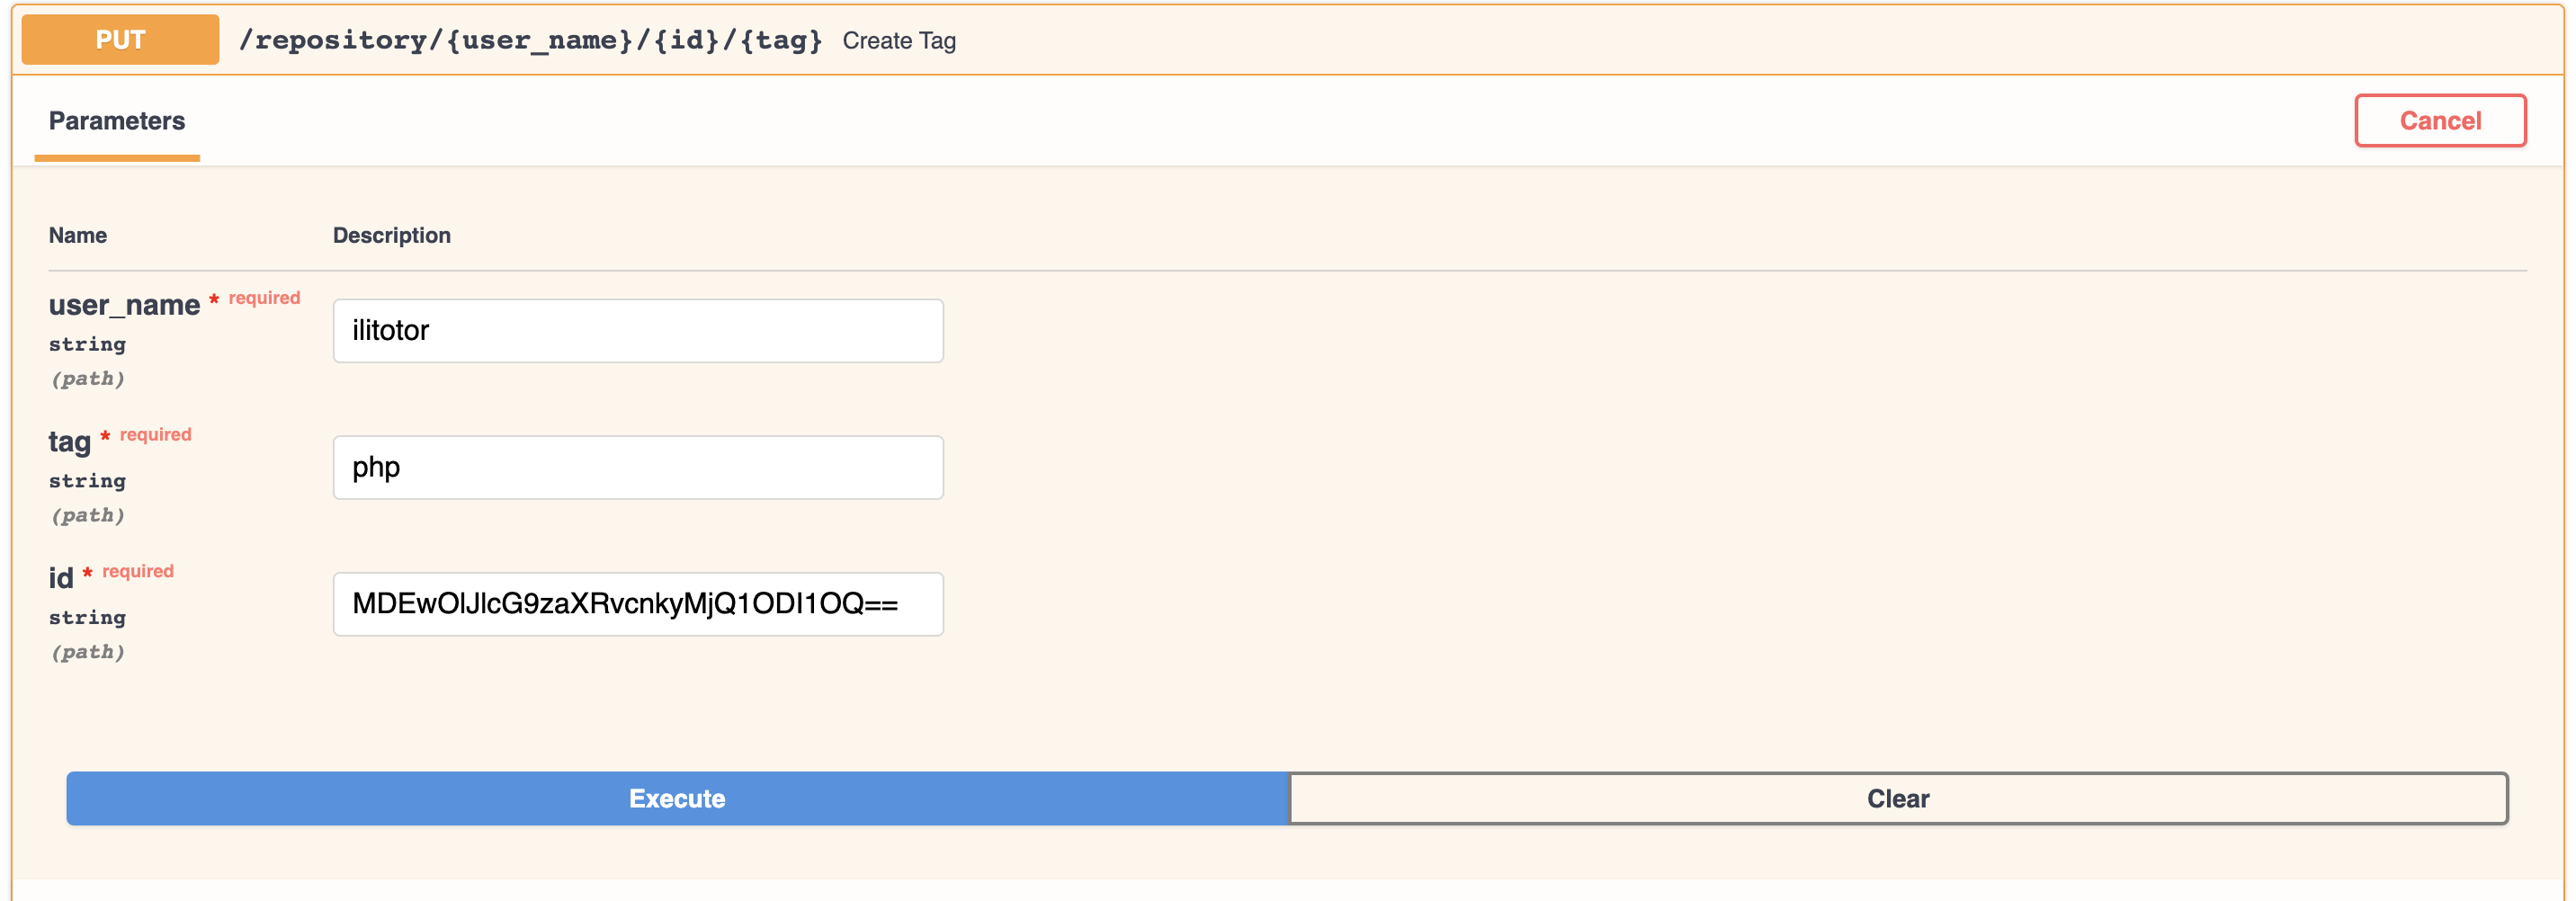 PUT /repository/{user_name}/{id}/{tag} Create Tag
Parameters
Cancel
Name Description
user_name * required
string
(path)
ilitotor
tag * required
string
(path)
php
id * required
string
(path)
MDEwOlJlcG9zaXRvcnkyMjQ1ODI1OQ==
Execute
Clear